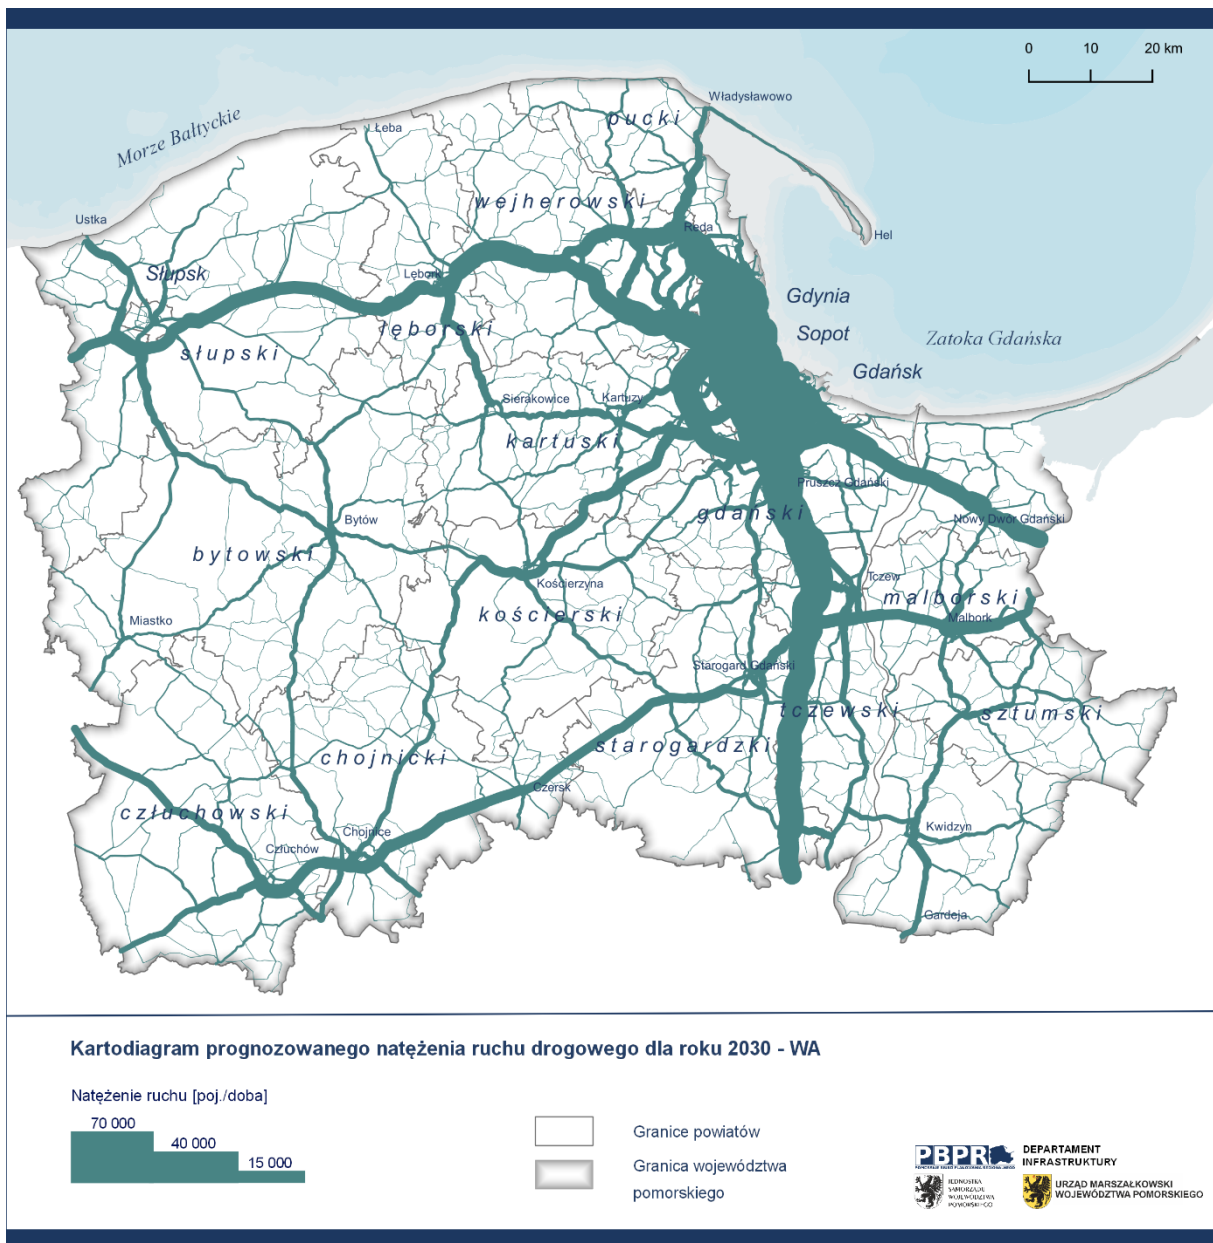 0 10 20 km
Władysławowo
pucki
Łeba
Morze Bałtyckie
wejherowski
Ustka
Reda
Hel
Słupsk
Lębork
Gdynia
Sopot
Zatoka Gdańska
lęborski
słupski
Gdańsk
Sierakowice
Kartuzy
kartuski
Pruszcz Gdański
gdański
Nowy Dwór Gdański
Bytów
bytowski
Kościerzyna
Tczew
malborski
kościerski
Malbork
Miastko
Starogard Gdański
tczewski
sztumski
starogardzki
chojnicki
Czersk
człuchowski
Chojnice
Kwidzyn
Człuchów
Gardeja
Kartodiagram prognozowanego natężenia ruchu drogowego dla roku 2030 - WA
Natężenie ruchu [poj./doba]
70 000
40 000
15 000
Granice powiatów
Granica województwa
pomorskiego
PBPR
DEPARTAMENT
INFRASTRUKTURY
JEDNOSTKA
SAMORZĄDU
WOJEWÓDZTWA
POMORSKIEGO
URZĄD MARSZAŁKOWSKI
WOJEWÓDZTWA POMORSKIEGO